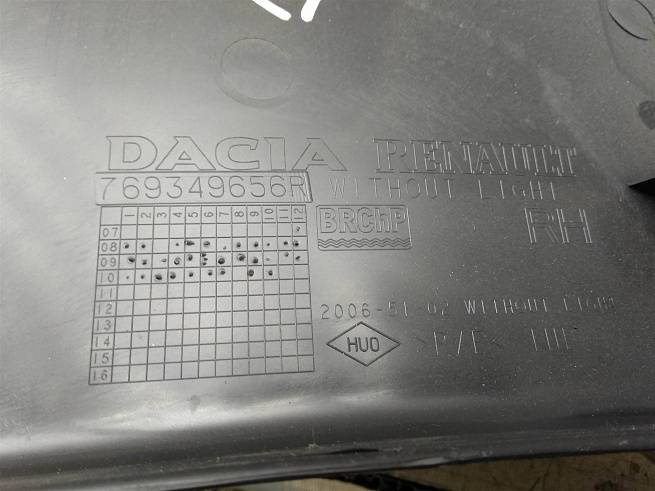 DACIA RENAULT
769349656R WITHOUT LIGHT
1 2 3 4 5 6 7 8 9 10 11 12
BRChP
RH
07
08
09
10
11
12
13
14
15
16
2006-51-02 WITHOUT LIGHT
HUO